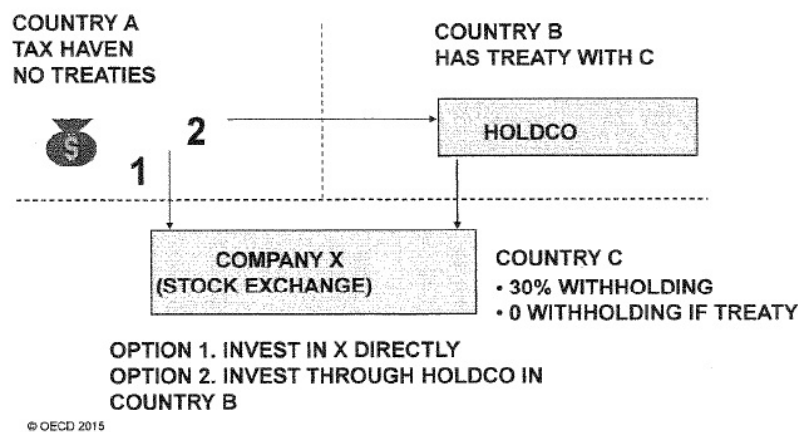 COUNTRY A
TAX HAVEN
NO TREATIES
COUNTRY B
HAS TREATY WITH C
$
2
1
HOLDCO
COMPANY X
(STOCK EXCHANGE)
COUNTRY C
• 30% WITHHOLDING
• 0 WITHHOLDING IF TREATY
OPTION 1. INVEST IN X DIRECTLY
OPTION 2. INVEST THROUGH HOLDCO IN
COUNTRY B
© OECD 2015